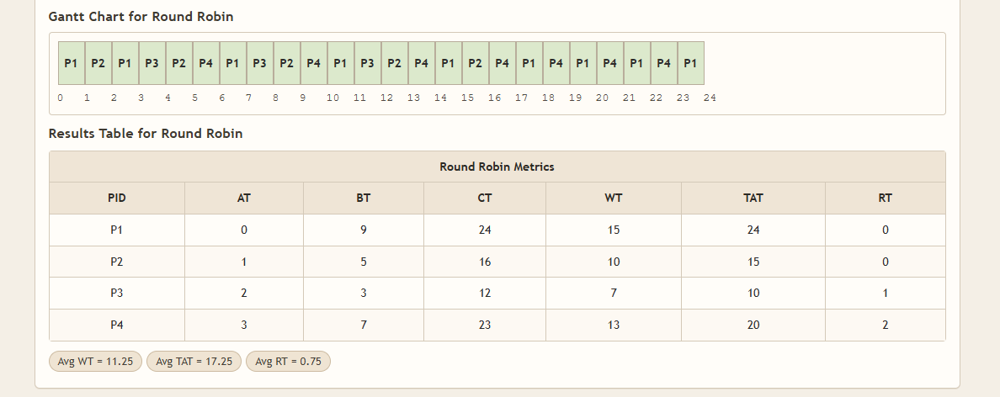 Gantt Chart for Round Robin
P1 P2 P1 P3 P2 P4 P1 P3 P2 P4 P1 P3 P2 P4 P1 P2 P4 P1 P4 P1 P4 P1 P4 P1
0 1 2 3 4 5 6 7 8 9 10 11 12 13 14 15 16 17 18 19 20 21 22 23 24
Results Table for Round Robin
Round Robin Metrics
PID AT BT CT WT TAT RT
P1 0 9 24 15 24 0
P2 1 5 16 10 15 0
P3 2 3 12 7 10 1
P4 3 7 23 13 20 2
Avg WT = 11.25 Avg TAT = 17.25 Avg RT = 0.75